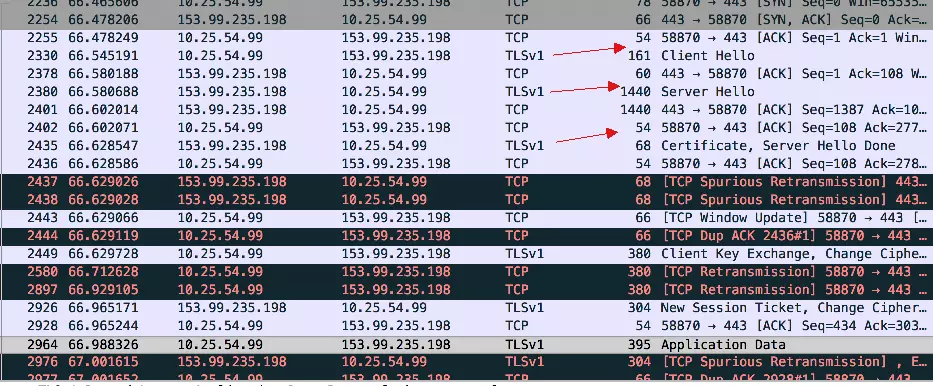 2236 66.465606 10.25.54.99 153.99.235.198 TCP 78 58870 → 443 [SYN] Seq=0 Win=65535…
2254 66.478206 153.99.235.198 10.25.54.99 TCP 66 443 → 58870 [SYN, ACK] Seq=0 Ack=…
2255 66.478249 10.25.54.99 153.99.235.198 TCP 54 58870 → 443 [ACK] Seq=1 Ack=1 Win…
2330 66.545191 10.25.54.99 153.99.235.198 TLSv1 161 Client Hello
2378 66.580188 153.99.235.198 10.25.54.99 TCP 60 443 → 58870 [ACK] Seq=1 Ack=108 W…
2380 66.580688 153.99.235.198 10.25.54.99 TLSv1 1440 Server Hello
2401 66.602014 153.99.235.198 10.25.54.99 TCP 1440 443 → 58870 [ACK] Seq=1387 Ack=10…
2402 66.602071 10.25.54.99 153.99.235.198 TCP 54 58870 → 443 [ACK] Seq=108 Ack=277…
2435 66.628547 153.99.235.198 10.25.54.99 TLSv1 68 Certificate, Server Hello Done
2436 66.628586 10.25.54.99 153.99.235.198 TCP 54 58870 → 443 [ACK] Seq=108 Ack=278…
2437 66.629026 153.99.235.198 10.25.54.99 TCP 68 [TCP Spurious Retransmission] 443…
2438 66.629028 153.99.235.198 10.25.54.99 TCP 68 [TCP Spurious Retransmission] 443…
2443 66.629066 10.25.54.99 153.99.235.198 TCP 66 [TCP Window Update] 58870 → 443 […
2444 66.629119 10.25.54.99 153.99.235.198 TCP 66 [TCP Dup ACK 2436#1] 58870 → 443 …
2449 66.629728 10.25.54.99 153.99.235.198 TLSv1 380 Client Key Exchange, Change Ciphe…
2580 66.712628 10.25.54.99 153.99.235.198 TCP 380 [TCP Retransmission] 58870 → 443 …
2897 66.929105 10.25.54.99 153.99.235.198 TCP 380 [TCP Retransmission] 58870 → 443 …
2926 66.965171 153.99.235.198 10.25.54.99 TLSv1 304 New Session Ticket, Change Cipher…
2928 66.965244 10.25.54.99 153.99.235.198 TCP 54 58870 → 443 [ACK] Seq=434 Ack=303…
2964 66.988326 10.25.54.99 153.99.235.198 TLSv1 395 Application Data
2976 67.001615 153.99.235.198 10.25.54.99 TLSv1 304 [TCP Spurious Retransmission] , E…
2977 67.001652 10.25.54.99 153.99.235.198 TCP 66 [TCP Dup ACK 2928#1] 58870 → 443 …